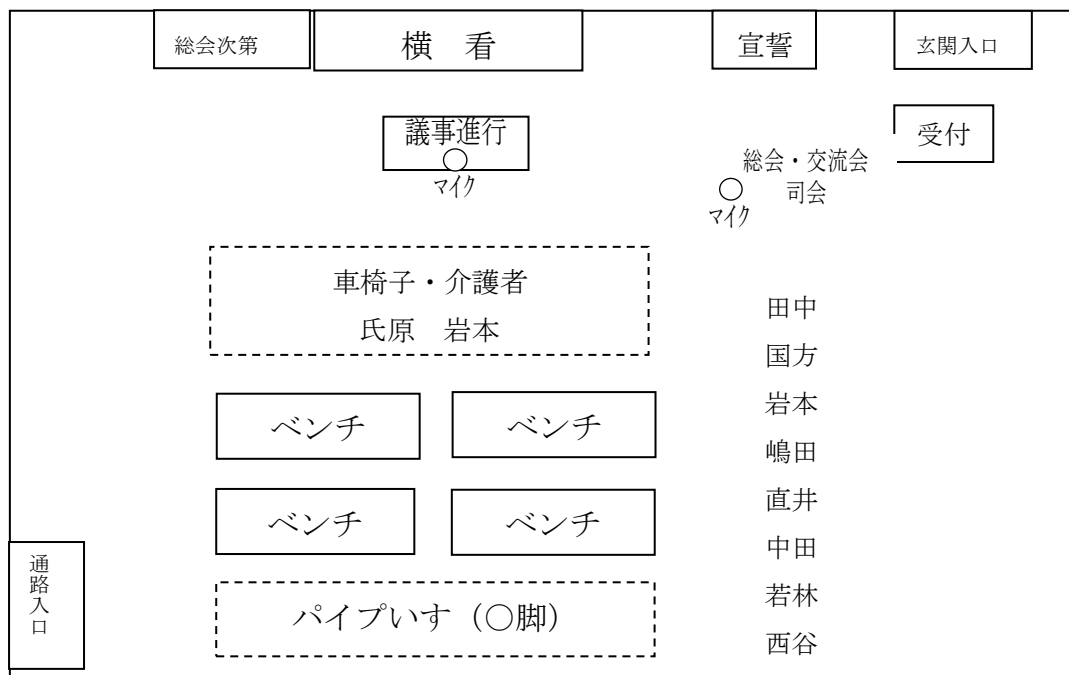 総会次第
横　看
宣誓
玄関入口
議事進行
マイク
受付
総会・交流会
司会
マイク
車椅子・介護者
氏原　岩本
田中
国方
岩本
嶋田
直井
中田
若林
西谷
ベンチ
ベンチ
ベンチ
ベンチ
通路入口
パイプいす（○脚）